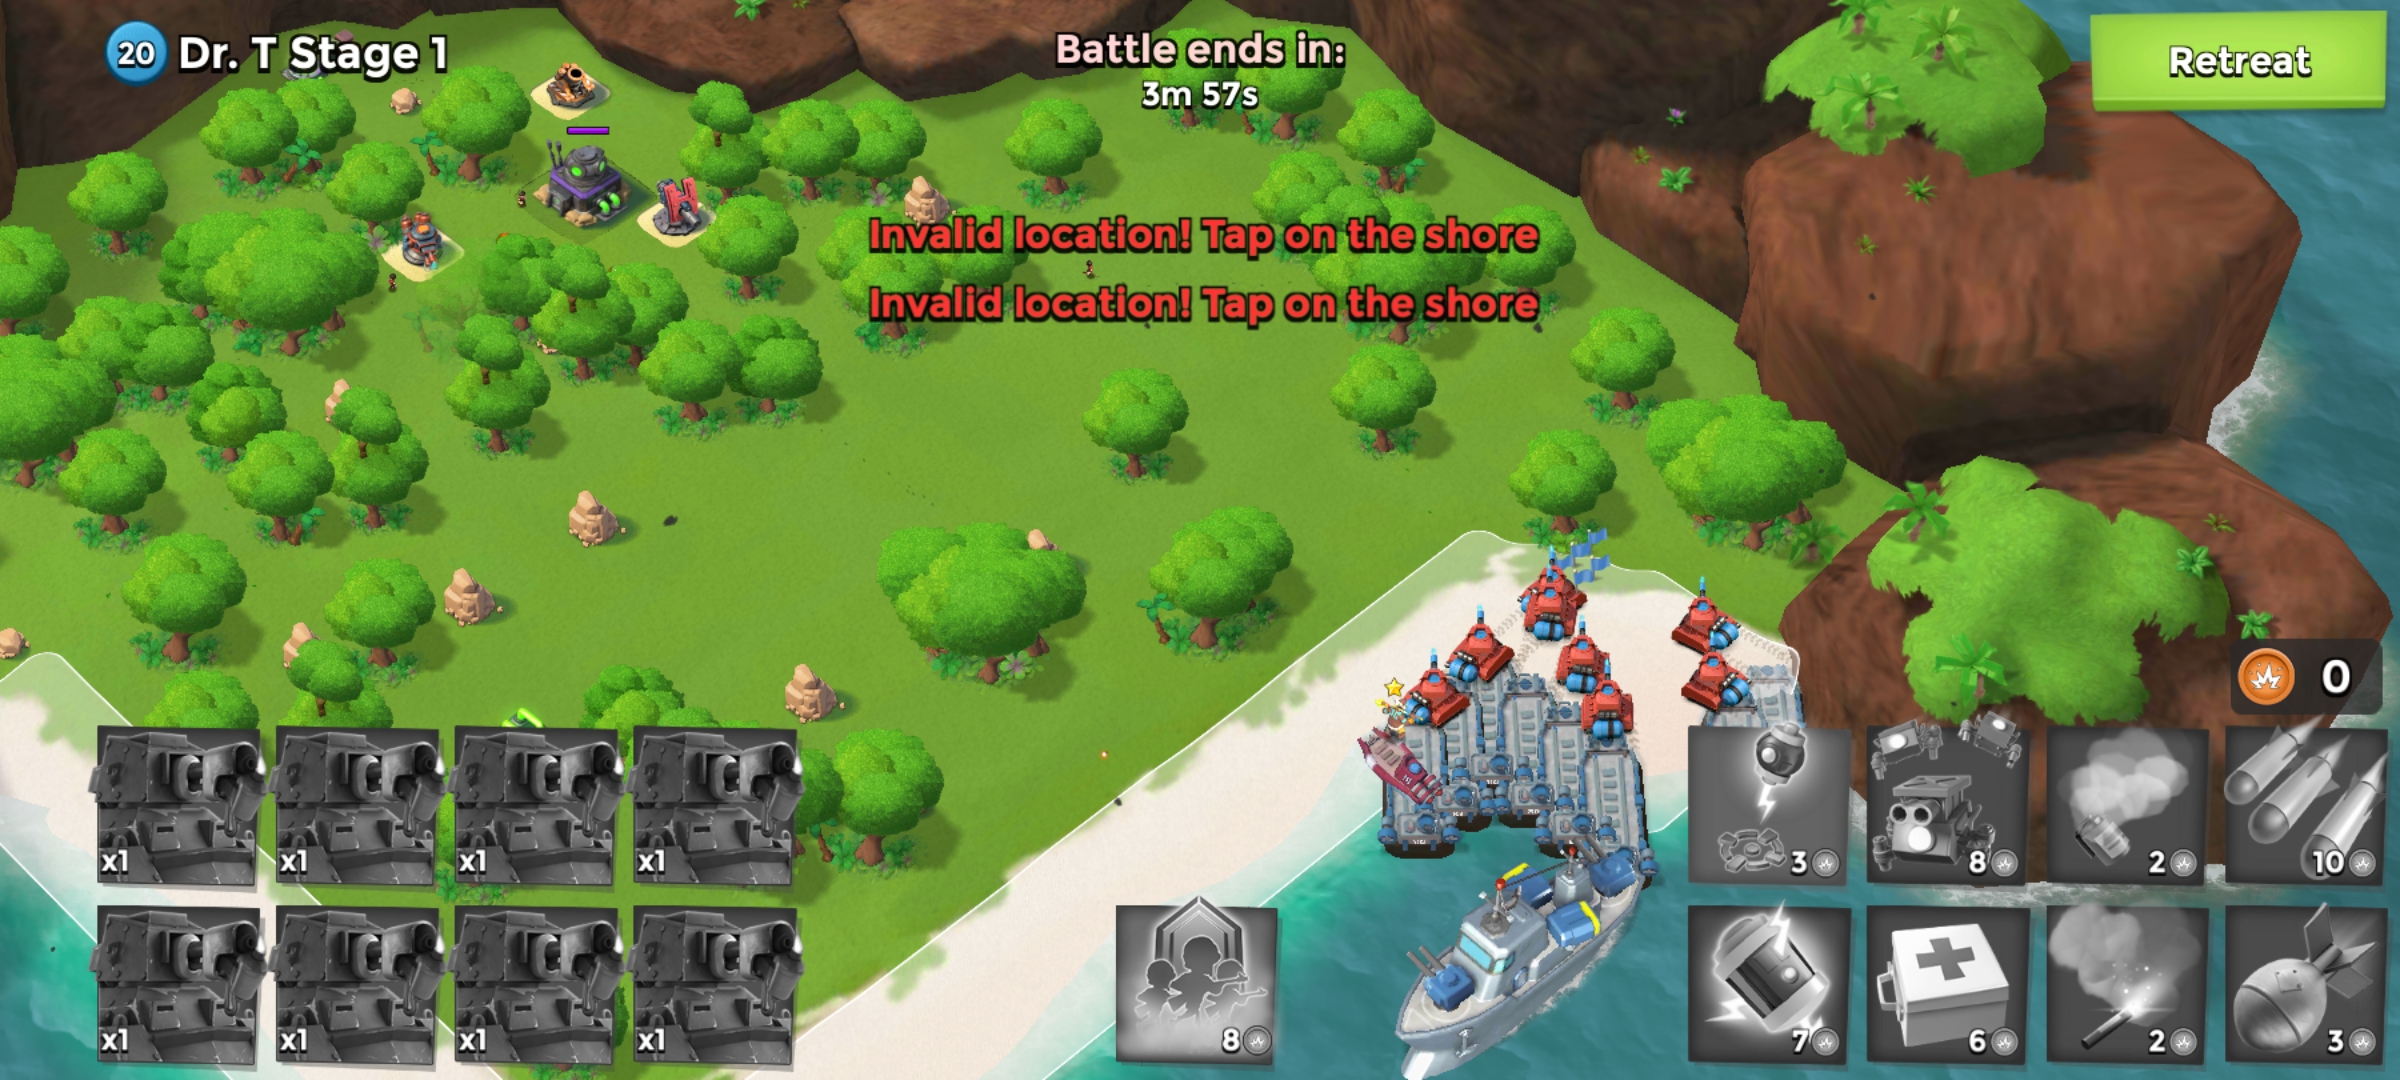 20 Dr. T Stage 1
Battle ends in:
3m 57s
Retreat
Invalid location! Tap on the shore
Invalid location! Tap on the shore
0
x1 x1 x1 x1
3 8 2 10
x1 x1 x1 x1
8
7 6 2 3